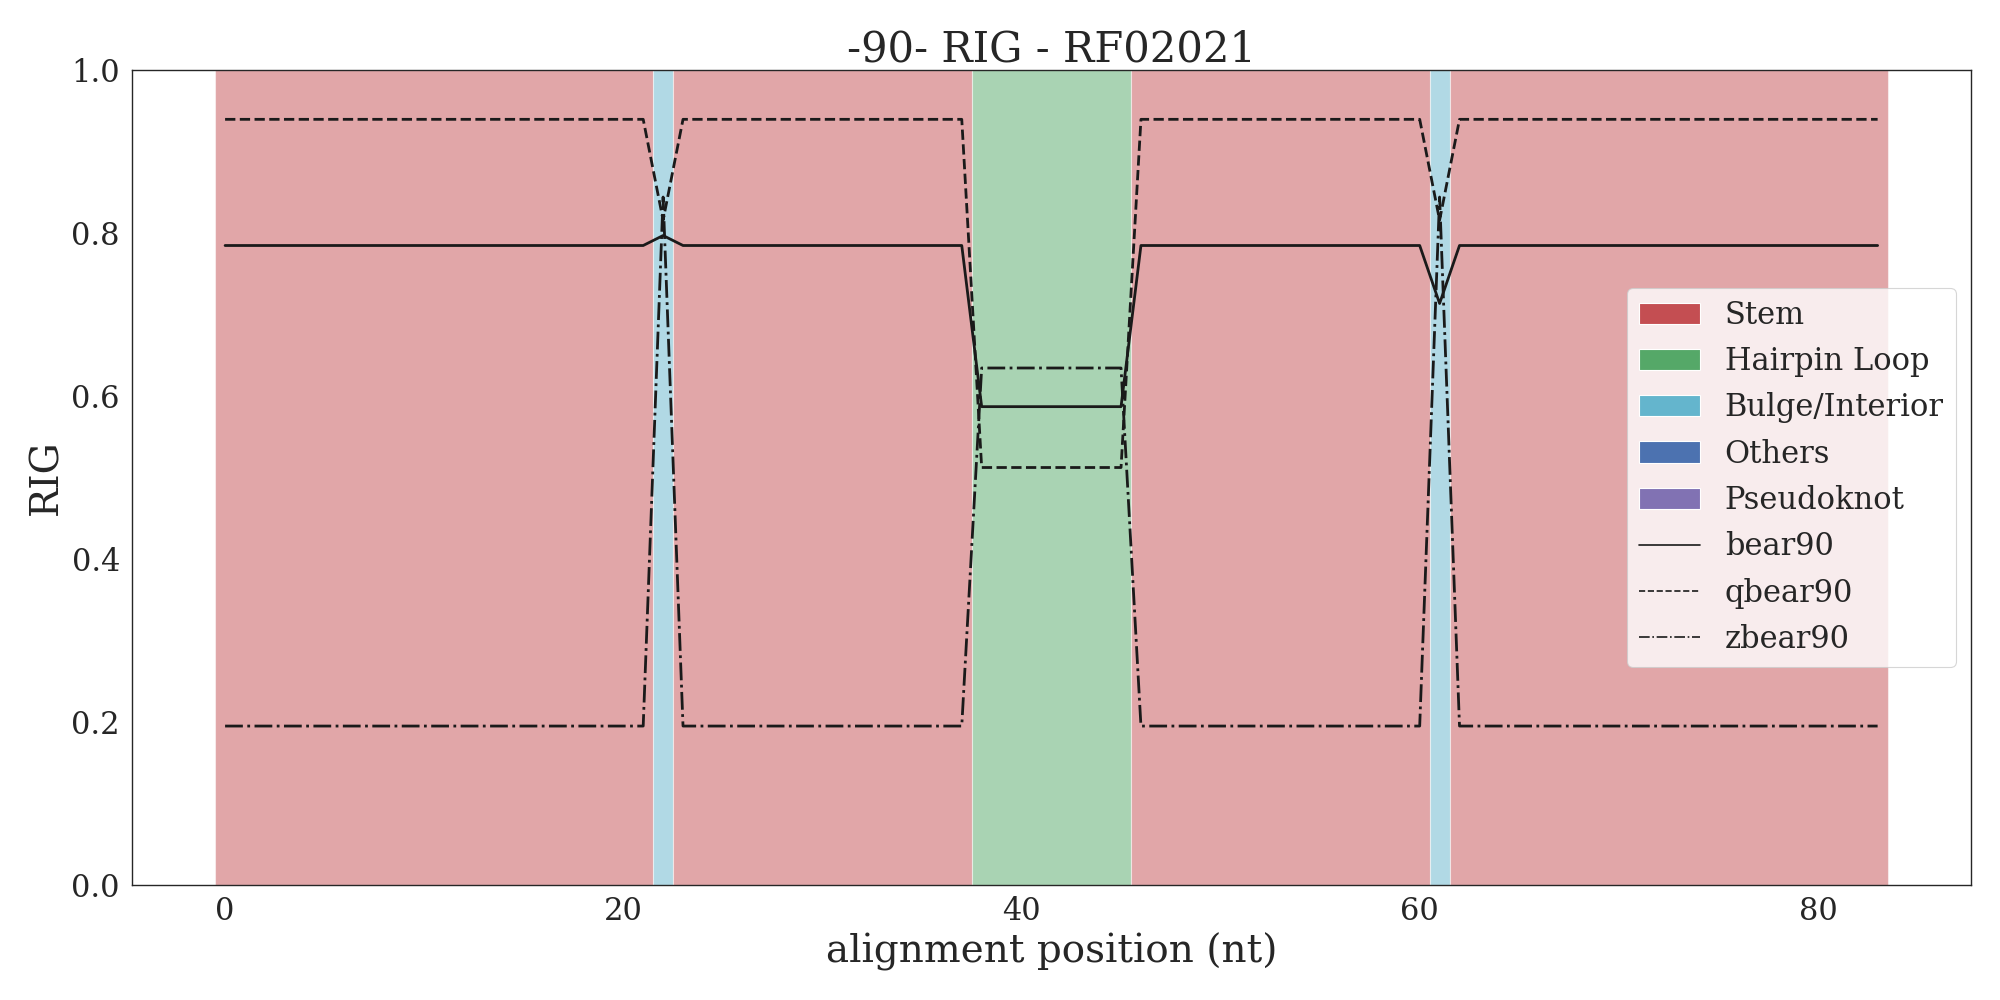 -90- RIG - RF02021
1.0
0.8
0.6
0.4
0.2
0.0
RIG
0 20 40 60 80
alignment position (nt)
Stem
Hairpin Loop
Bulge/Interior
Others
Pseudoknot
bear90
qbear90
zbear90